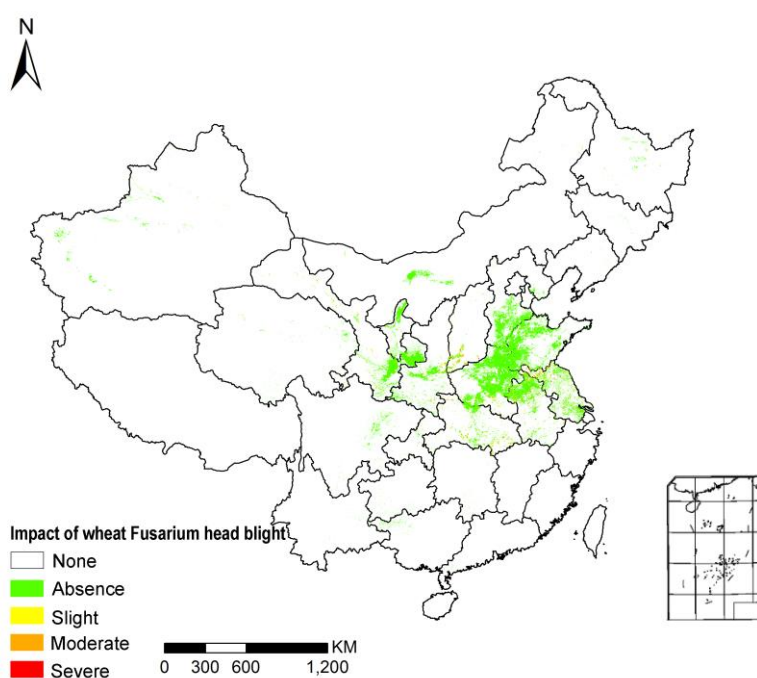 N
Impact of wheat Fusarium head blight
None
Absence
Slight
Moderate
Severe
KM
0 300 600 1,200